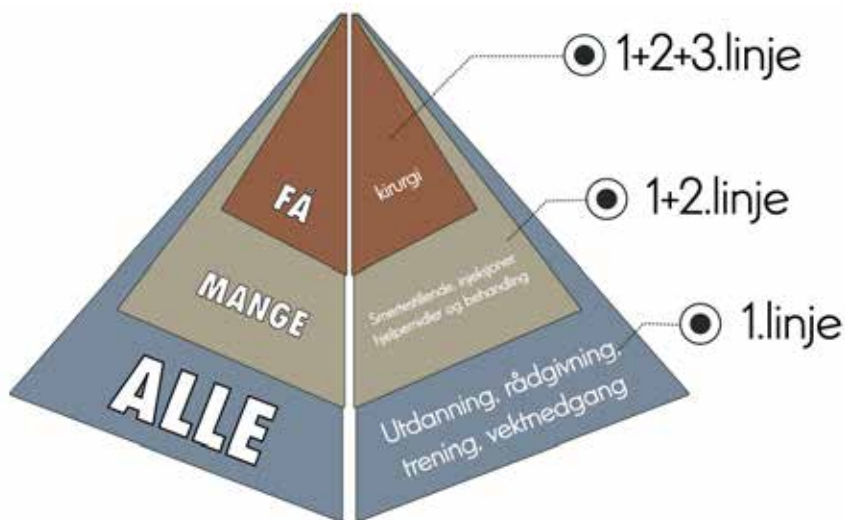 1+2+3.linje
FÅ
kirurgi
1+2.linje
MANGE
Smertestillende, injeksjoner
hjelpemidler og behandling
1.linje
ALLE
Utdanning, rådgivning,
trening, vektnedgang